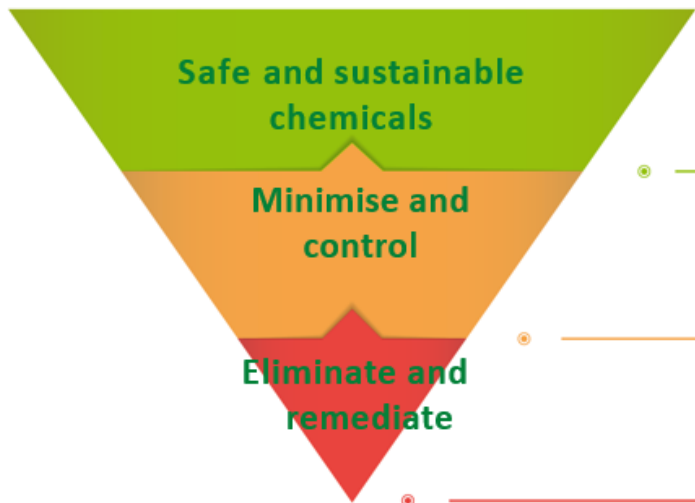 Safe and sustainable
chemicals
Minimise and
control
Eliminate and
remediate